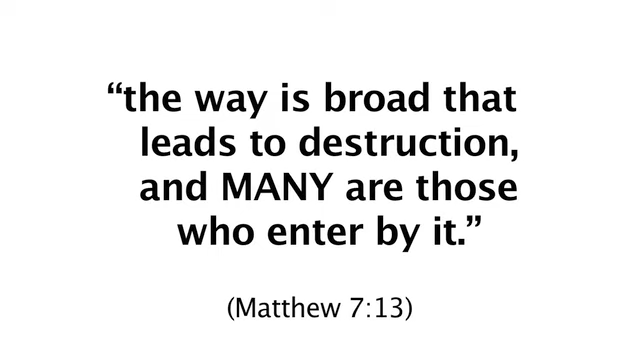 “the way is broad that
leads to destruction,
and MANY are those
who enter by it.”
(Matthew 7:13)